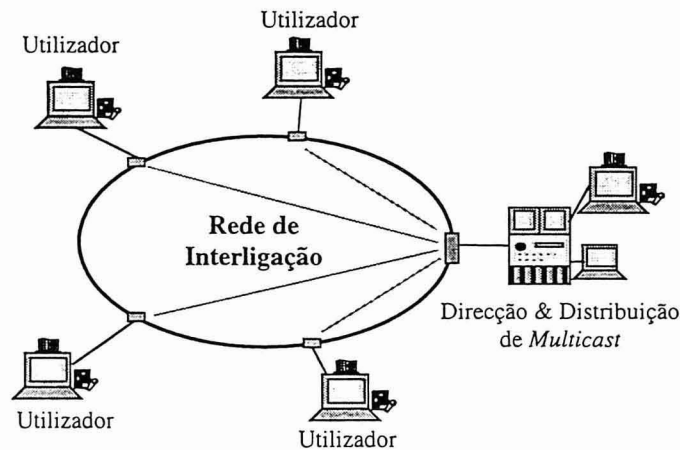 Utilizador
Utilizador
Rede de
Interligação
Direcção & Distribuição
de Multicast
Utilizador
Utilizador